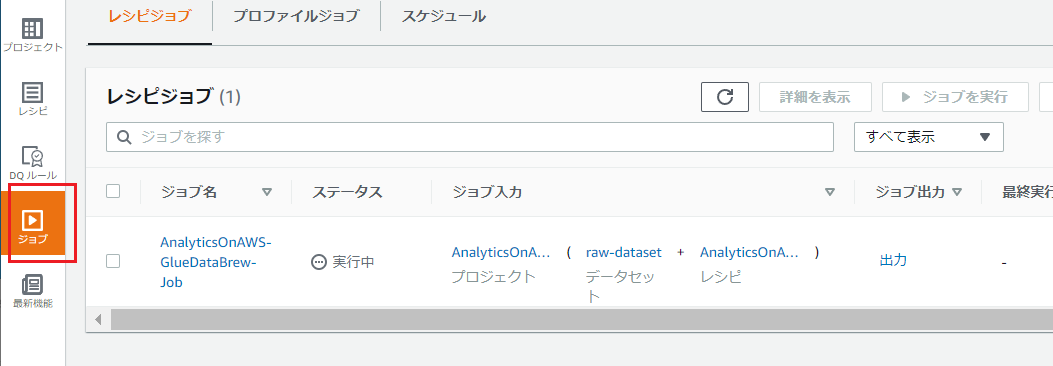 プロジェクト
レシピ
DQ ルール
ジョブ
最新機能
レシピジョブ
プロファイルジョブ
スケジュール
レシピジョブ (1)
詳細を表示
ジョブを実行
ジョブを探す
すべて表示
ジョブ名
ステータス
ジョブ入力
ジョブ出力
最終実行
AnalyticsOnAWS-
GlueDataBrew-
Job
実行中
AnalyticsOnA... ( raw-dataset + AnalyticsOnA... )
プロジェクト データセッ レシピ
ト
出力
-